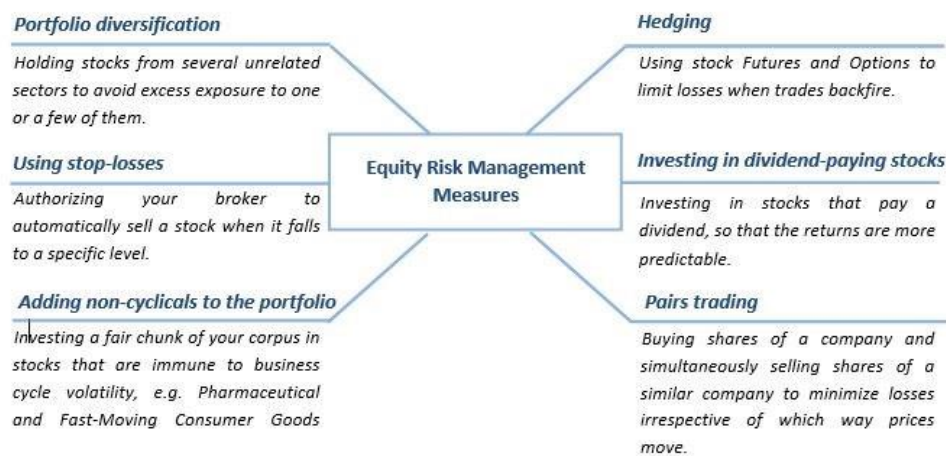 Portfolio diversification
Holding stocks from several unrelated
sectors to avoid excess exposure to one
or a few of them.
Using stop-losses
Authorizing your broker to
automatically sell a stock when it falls
to a specific level.
Adding non-cyclicals to the portfolio
Investing a fair chunk of your corpus in
stocks that are immune to business
cycle volatility, e.g. Pharmaceutical
and Fast-Moving Consumer Goods
Equity Risk Management
Measures
Hedging
Using stock Futures and Options to
limit losses when trades backfire.
Investing in dividend-paying stocks
Investing in stocks that pay a
dividend, so that the returns are more
predictable.
Pairs trading
Buying shares of a company and
simultaneously selling shares of a
similar company to minimize losses
irrespective of which way prices
move.